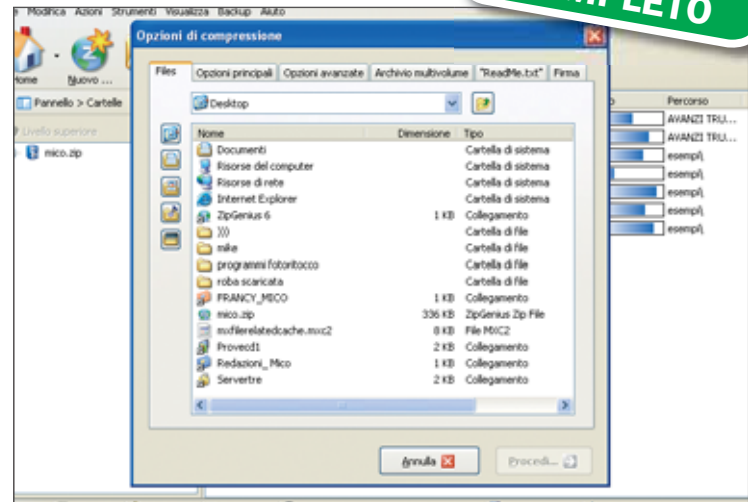 Modifica Azioni Strumenti Visualizza Backup Aiuto
COMPLETO
Opzioni di compressione
Home
Nuovo ...
Files
Opzioni principali
Opzioni avanzate
Archivio multivolume
"ReadMe.txt"
Firma
Pannello > Cartelle
Desktop
Percorso
Livello superiore
mico.zip
Nome Dimensione Tipo
Documenti Cartella di sistema
Risorse del computer Cartella di sistema
Risorse di rete Cartella di sistema
Internet Explorer Cartella di sistema
ZipGenius 6 1 KB Collegamento
))) Cartella di file
mike Cartella di file
programmi fotoritocco Cartella di file
roba scaricata Cartella di file
FRANCY_MICO 1 KB Collegamento
mico.zip 336 KB ZipGenius Zip File
mxfilerelatedcache.mxc2 8 KB File MXC2
Provecd1 2 KB Collegamento
Redazioni_Mico 1 KB Collegamento
Servertre 2 KB Collegamento
AVANZI TRU...
AVANZI TRU...
esempi\
esempi\
esempi\
esempi\
esempi\
Annulla
Procedi...